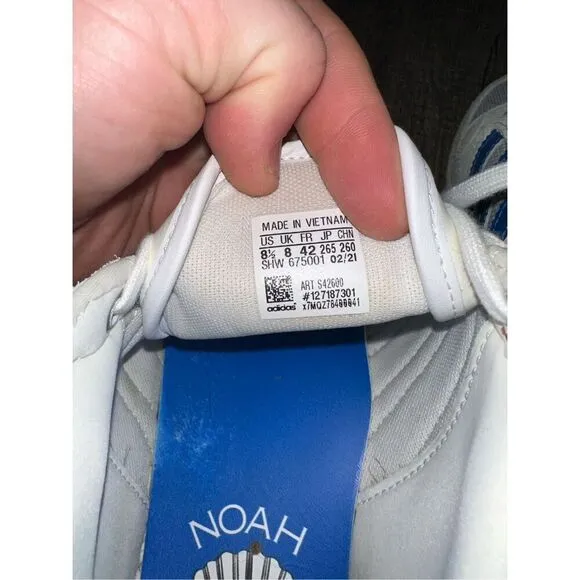 MADE IN VIETNAM
US UK FR JP CHN
8½ 8 42 265 260
SHW 675001 02/21
ART S42600
#127187301
adidas
NOAH